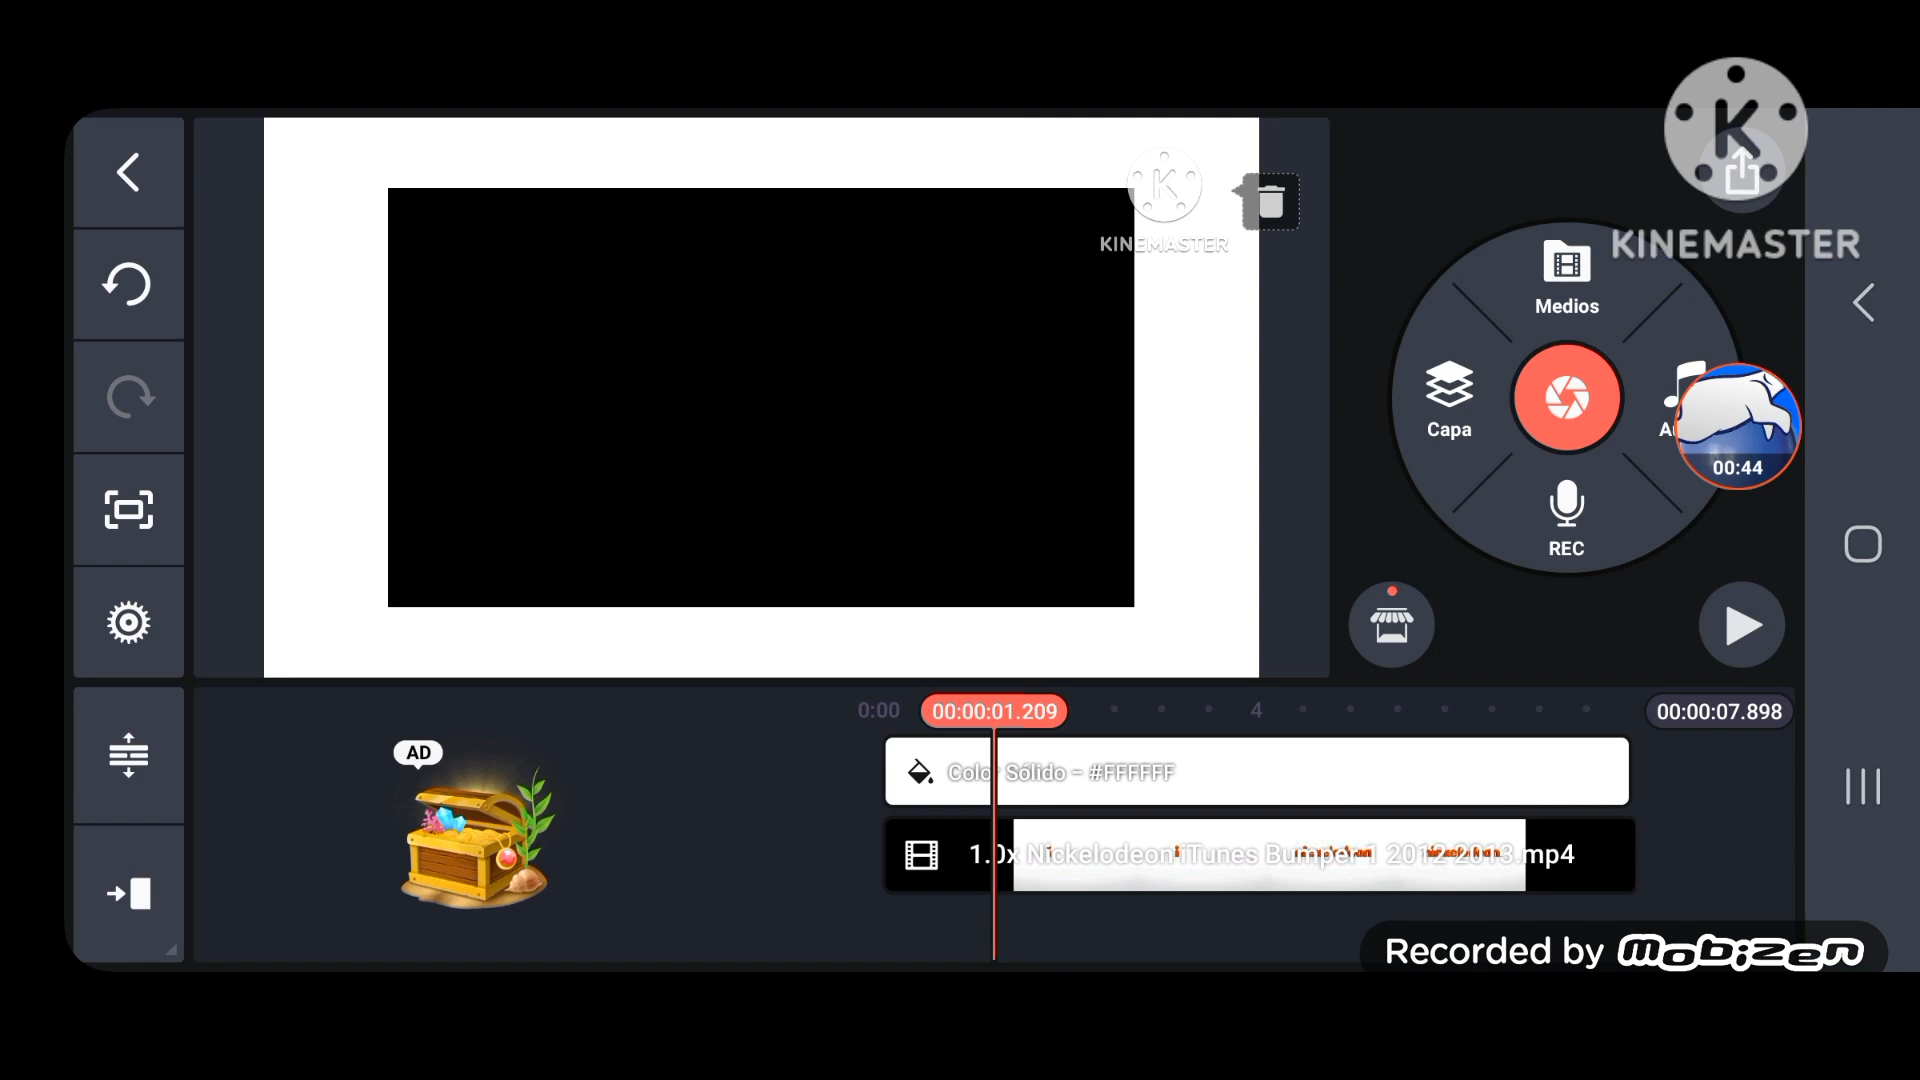 KINEMASTER
KINEMASTER
Medios
Capa
00:44
REC
0:00
00:00:01.209
4
00:00:07.898
AD
Color Sólido - #FFFFFF
1.0x Nickelodeon iTunes Bumper 1 2012-2013.mp4
Recorded by Mobizen